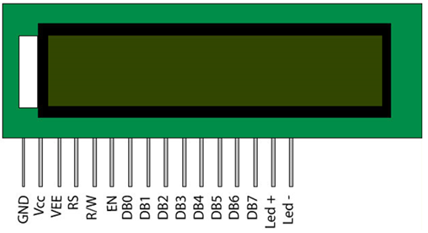 GND
Vcc
VEE
RS
R/W
EN
DB0
DB1
DB2
DB3
DB4
DB5
DB6
DB7
Led +
Led -